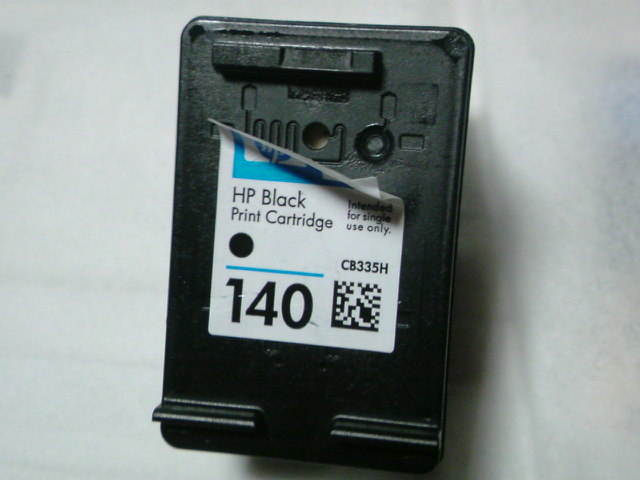 HP Black
Print Cartridge
Intended
for single
use only.
CB335H
140